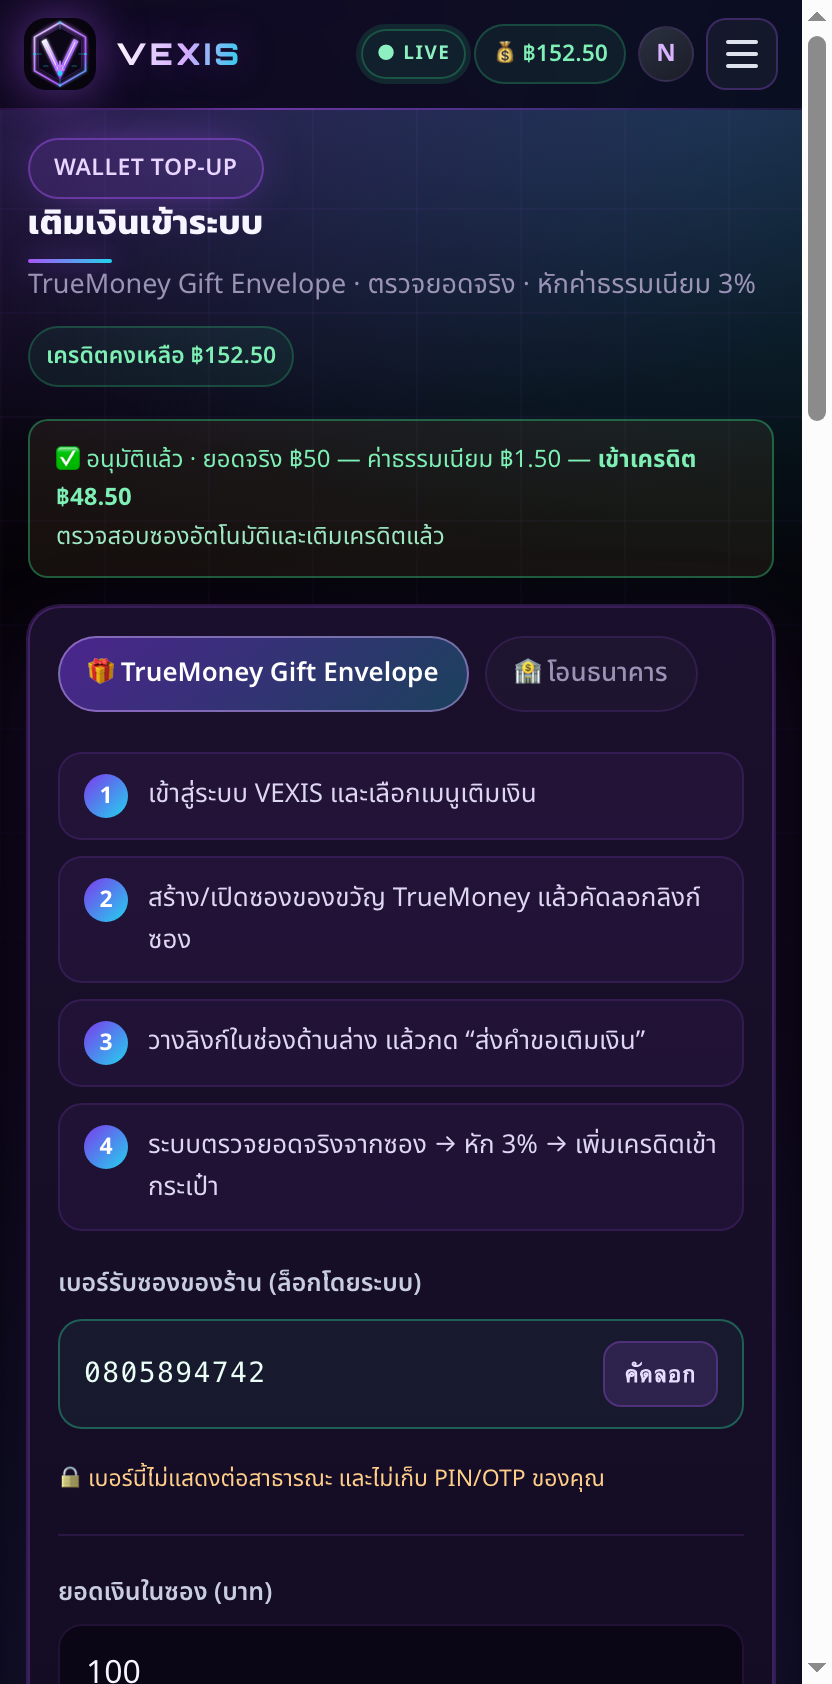 VEXIS
LIVE
฿152.50
N
WALLET TOP-UP
เติมเงินเข้าระบบ
TrueMoney Gift Envelope · ตรวจยอดจริง · หักค่าธรรมเนียม 3%
เครดิตคงเหลือ ฿152.50
✅ อนุมัติแล้ว · ยอดจริง ฿50 — ค่าธรรมเนียม ฿1.50 — เข้าเครดิต
฿48.50
ตรวจสอบซองอัตโนมัติและเติมเครดิตแล้ว
🎁 TrueMoney Gift Envelope
🏦 โอนธนาคาร
1 เข้าสู่ระบบ VEXIS และเลือกเมนูเติมเงิน
2 สร้าง/เปิดซองของขวัญ TrueMoney แล้วคัดลอกลิงก์
ซอง
3 วางลิงก์ในช่องด้านล่าง แล้วกด “ส่งคำขอเติมเงิน”
4 ระบบตรวจยอดจริงจากซอง → หัก 3% → เพิ่มเครดิตเข้า
กระเป๋า
เบอร์รับซองของร้าน (ล็อกโดยระบบ)
0805894742
คัดลอก
🔒 เบอร์นี้ไม่แสดงต่อสาธารณะ และไม่เก็บ PIN/OTP ของคุณ
ยอดเงินในซอง (บาท)
100